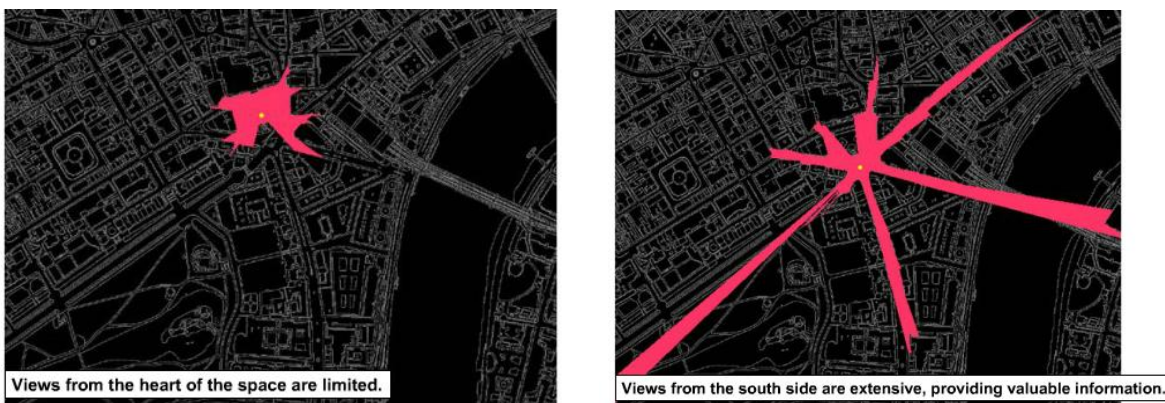 Views from the heart of the space are limited.
Views from the south side are extensive, providing valuable information.